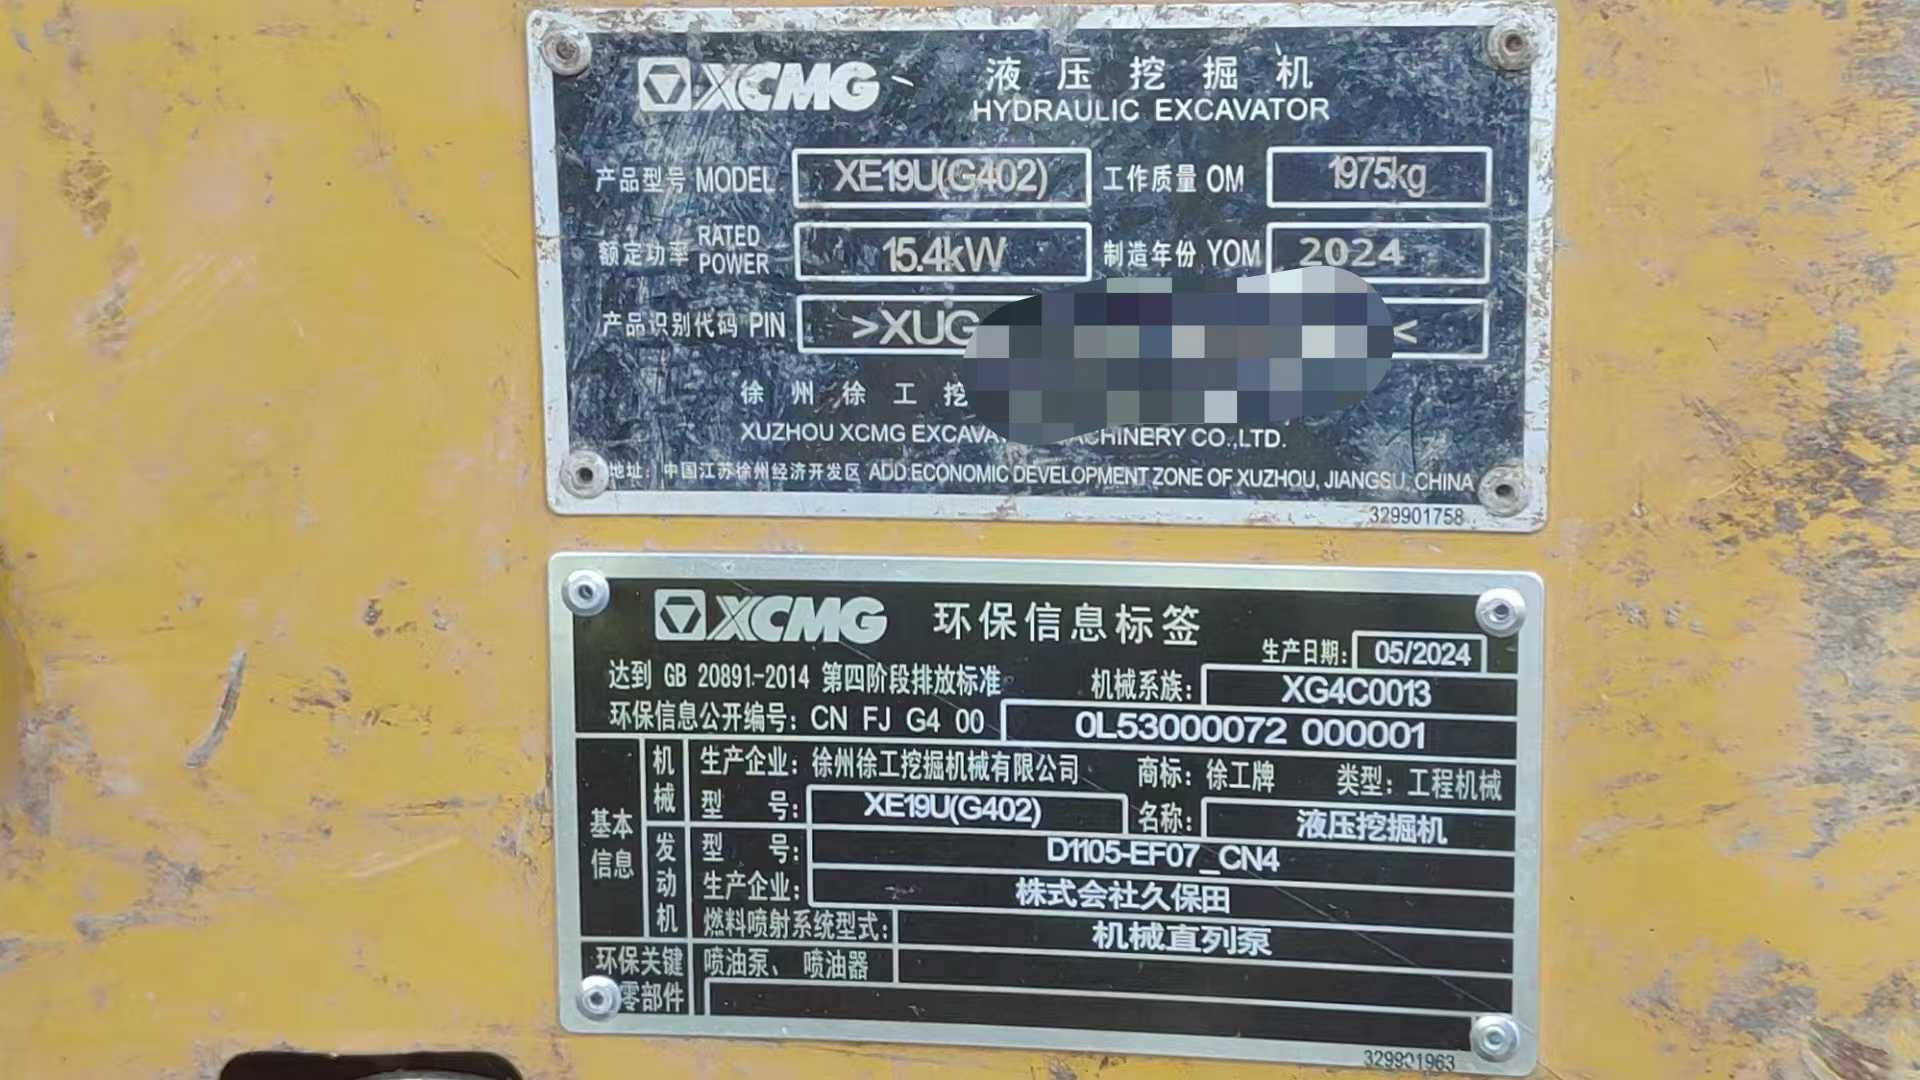 XCMG 液压挖掘机
HYDRAULIC EXCAVATOR
产品型号 MODEL XE19U(G402) 工作质量 OM 1975kg
额定功率 RATED POWER 15.4kW 制造年份 YOM 2024
产品识别代码 PIN >XUG <
徐州徐工挖
XUZHOU XCMG EXCAVA ACHINERY CO.,LTD.
地址: 中国江苏徐州经济开发区 ADD.ECONOMIC DEVELOPMENT ZONE OF XUZHOU, JIANGSU, CHINA
329901758
XCMG 环保信息标签
生产日期: 05/2024
达到 GB 20891-2014 第四阶段排放标准 机械系族: XG4C0013
环保信息公开编号: CN FJ G4 00 0L53000072 000001
基本信息
机械
生产企业: 徐州徐工挖掘机械有限公司 商标: 徐工牌 类型: 工程机械
型号: XE19U(G402) 名称: 液压挖掘机
发动机
型号: D1105-EF07_CN4
生产企业: 株式会社久保田
燃料喷射系统型式: 机械直列泵
环保关键零部件
喷油泵、喷油器
329901963